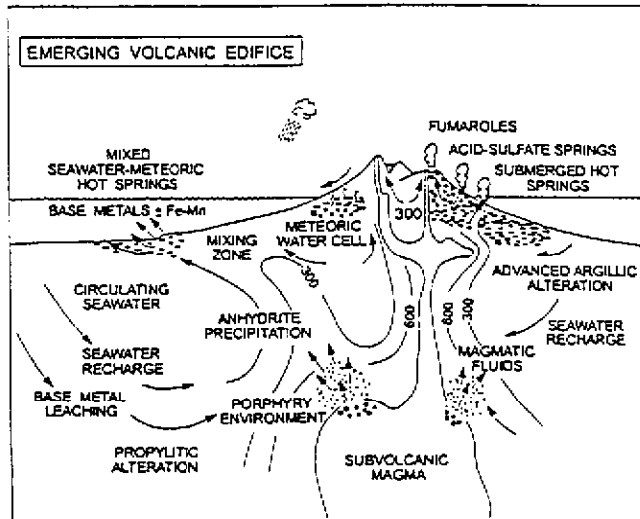 EMERGING VOLCANIC EDIFICE
FUMAROLES
ACID-SULFATE SPRINGS
SUBMERGED HOT
SPRINGS
MIXED
SEAWATER-METEORIC
HOT SPRINGS
BASE METALS ± Fe-Mn
MIXING
ZONE
METEORIC
WATER CELL
300
300
ADVANCED ARGILLIC
ALTERATION
CIRCULATING
SEAWATER
ANHYDRITE
PRECIPITATION
600
600
300
SEAWATER
RECHARGE
SEAWATER
RECHARGE
MAGMATIC
FLUIDS
BASE METAL
LEACHING
PORPHYRY
ENVIRONMENT
PROPYLITIC
ALTERATION
SUBVOLCANIC
MAGMA